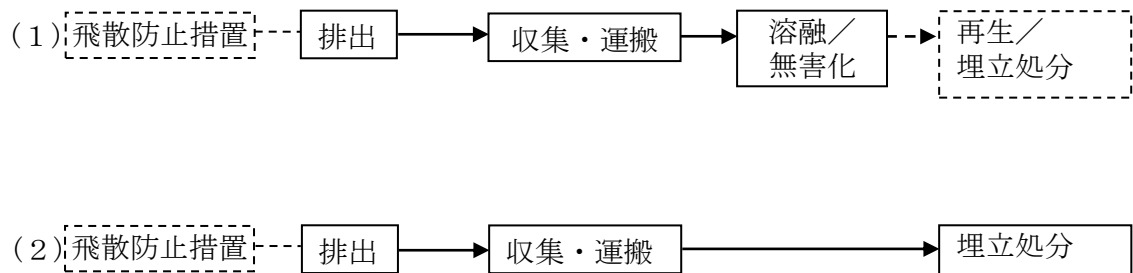 (1)飛散防止措置 排出 収集・運搬 溶融／ 再生／
無害化 埋立処分
(2)飛散防止措置 排出 収集・運搬 埋立処分